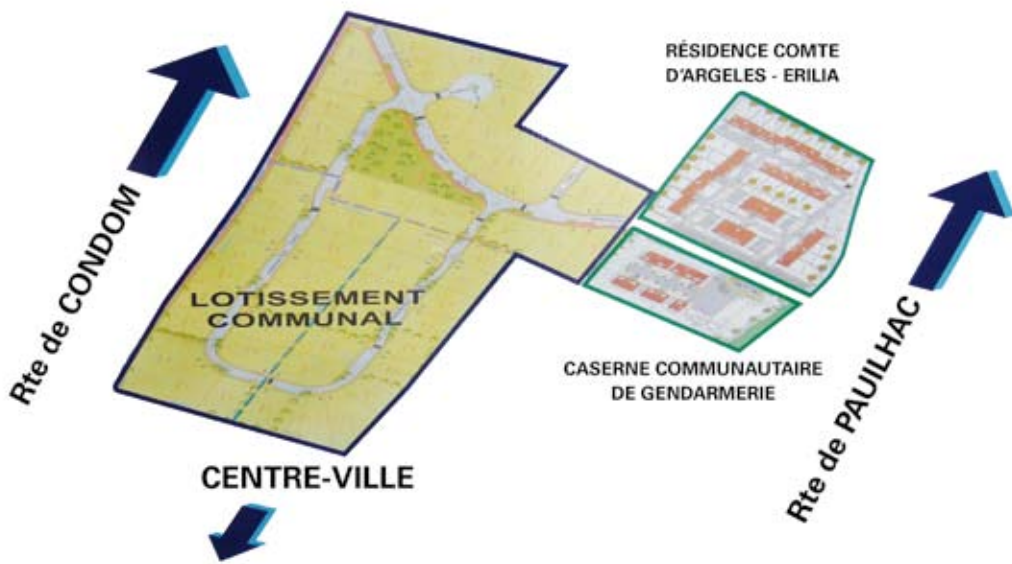 RÉSIDENCE COMTE
D'ARGELES - ERILIA
Rte de CONDOM
LOTISSEMENT
COMMUNAL
CASERNE COMMUNAUTAIRE
DE GENDARMERIE
Rte de PAUILHAC
CENTRE-VILLE